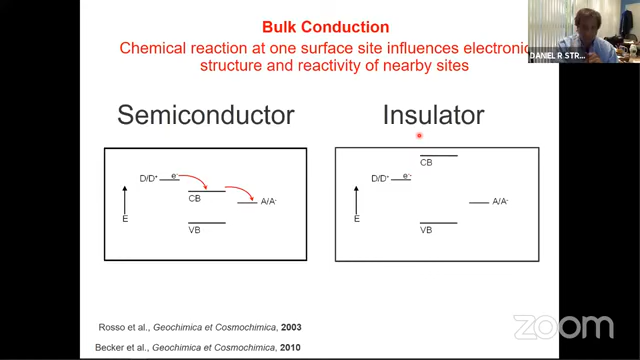 Bulk Conduction
Chemical reaction at one surface site influences electronic
structure and reactivity of nearby sites
DANIEL R STR...
Semiconductor
Insulator
D/D⁺ e⁻
CB
A/A⁻
E
VB
CB
D/D⁺ e⁻
A/A⁻
E
VB
Rosso et al., Geochimica et Cosmochimica, 2003
Becker et al., Geochimica et Cosmochimica, 2010
zoom